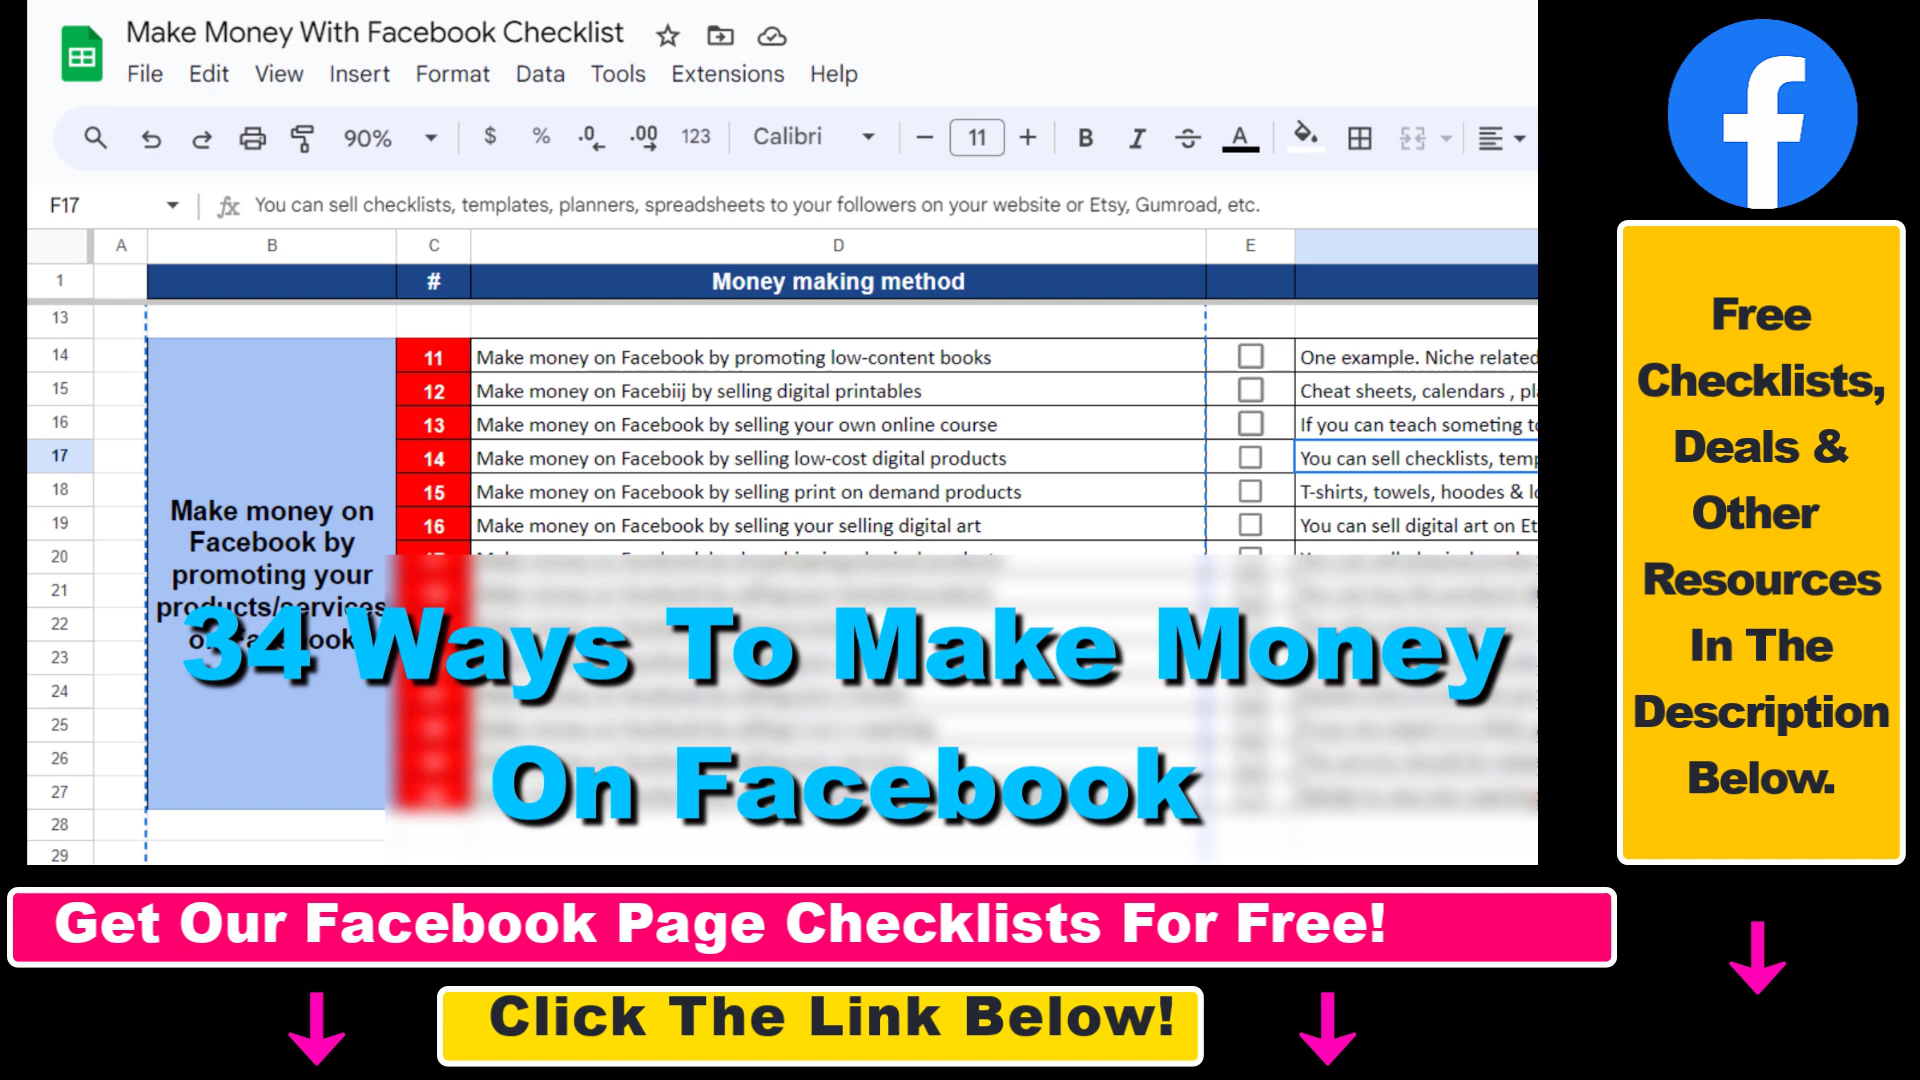 Make Money With Facebook Checklist
File Edit View Insert Format Data Tools Extensions Help
90% $ % .0 .00 123 Calibri 11 B I A
F17 fx You can sell checklists, templates, planners, spreadsheets to your followers on your website or Etsy, Gumroad, etc.
A B C D E
1 # Money making method
13
14 11 Make money on Facebook by promoting low-content books One example. Niche related
15 12 Make money on Facebiij by selling digital printables Cheat sheets, calendars , pl
16 13 Make money on Facebook by selling your own online course If you can teach someting to
17 14 Make money on Facebook by selling low-cost digital products You can sell checklists, temp
18 15 Make money on Facebook by selling print on demand products T-shirts, towels, hoodes & lo
19 16 Make money on Facebook by selling your selling digital art You can sell digital art on Et
20
21
22
23
24
25
26
27
28
29
Make money on
Facebook by
promoting your
products/services
34 Ways To Make Money
On Facebook
Free
Checklists,
Deals &
Other
Resources
In The
Description
Below.
Get Our Facebook Page Checklists For Free!
Click The Link Below!